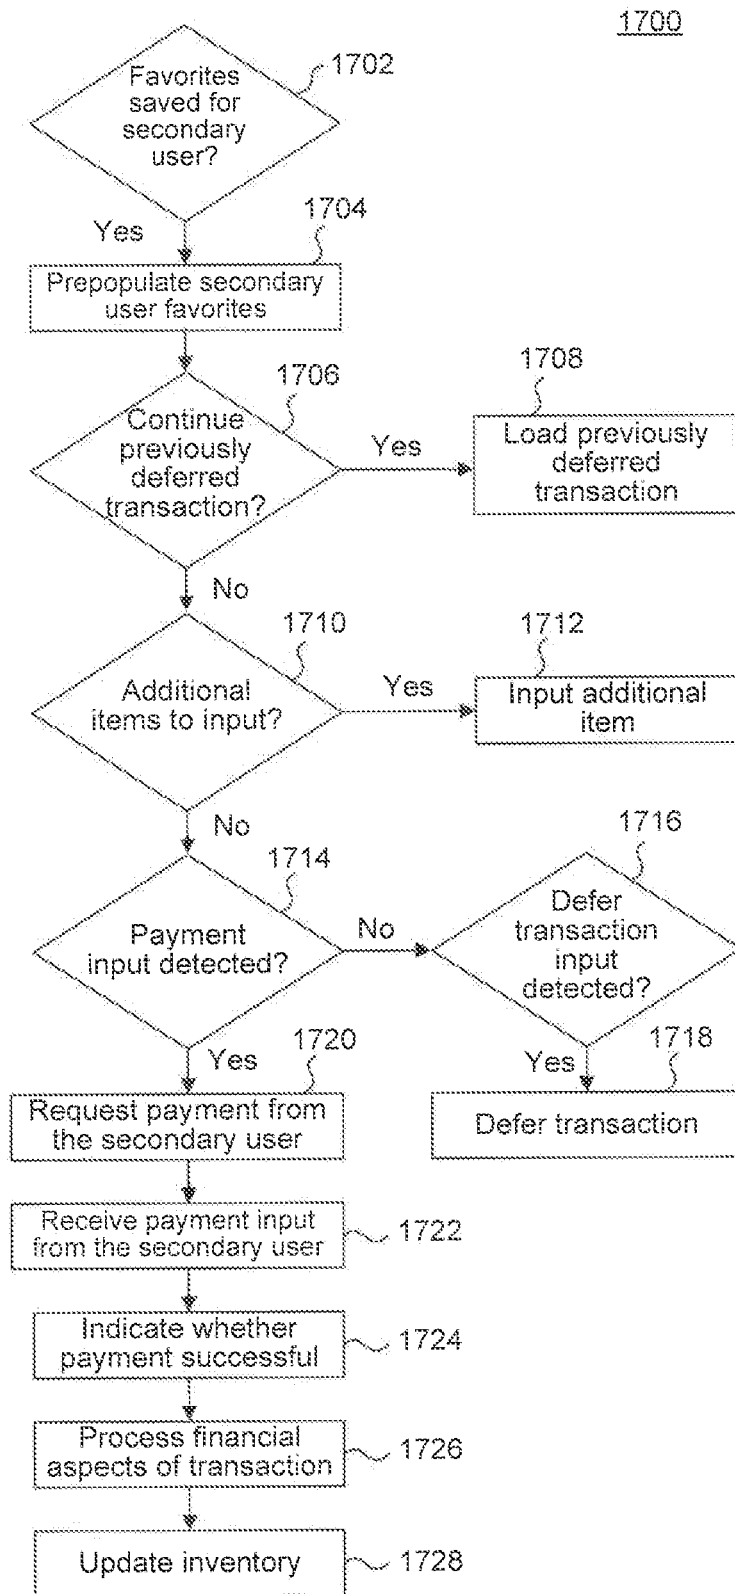 1700
1702
Favorites
saved for
secondary
user?
Yes
1704
Prepopulate secondary
user favorites
1706
Continue
previously
deferred
transaction?
Yes
1708
Load previously
deferred
transaction
No
1710
Additional
items to input?
Yes
1712
Input additional
item
No
1714
Payment
input detected?
No
1716
Defer
transaction
input
detected?
Yes
1718
Defer transaction
Yes
1720
Request payment from
the secondary user
Receive payment input
from the secondary user
1722
Indicate whether
payment successful
1724
Process financial
aspects of transaction
1726
Update inventory
1728